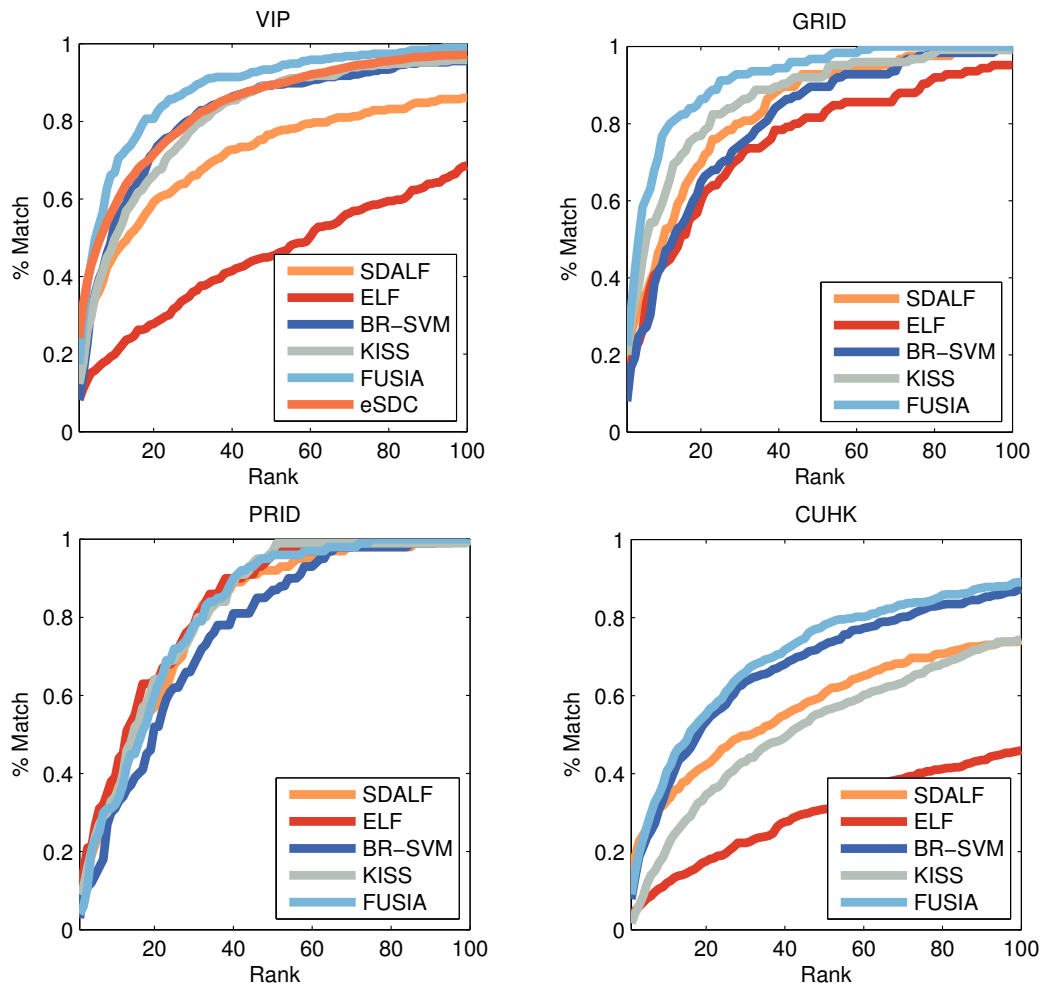 VIP
1
0.8
0.6
0.4
0.2
0
% Match
SDALF
ELF
BR−SVM
KISS
FUSIA
eSDC
20 40 60 80 100
Rank
GRID
1
0.8
0.6
0.4
0.2
0
% Match
SDALF
ELF
BR−SVM
KISS
FUSIA
20 40 60 80 100
Rank
PRID
1
0.8
0.6
0.4
0.2
0
% Match
SDALF
ELF
BR−SVM
KISS
FUSIA
20 40 60 80 100
Rank
CUHK
1
0.8
0.6
0.4
0.2
0
% Match
SDALF
ELF
BR−SVM
KISS
FUSIA
20 40 60 80 100
Rank